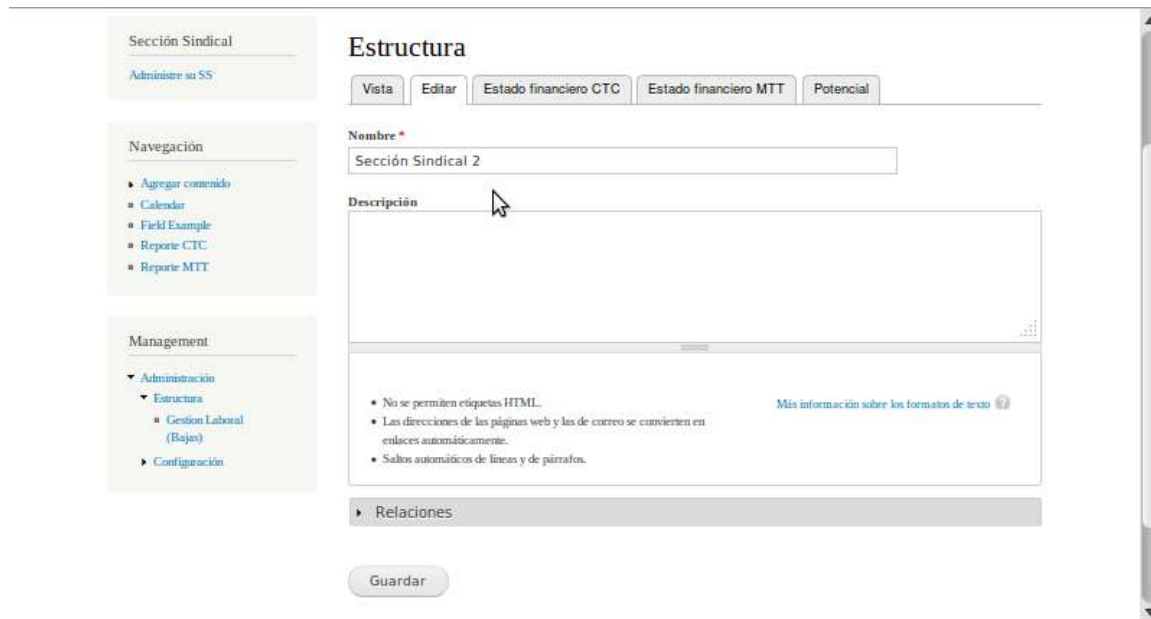 Sección Sindical
Administre su SS
Navegación
Agregar contenido
Calendar
Field Example
Reporte CTC
Reporte MTT
Management
Administración
Estructura
Gestion Laboral
(Bajas)
Configuración
Estructura
Vista
Editar
Estado financiero CTC
Estado financiero MTT
Potencial
Nombre *
Sección Sindical 2
Descripción
No se permiten etiquetas HTML.
Las direcciones de las páginas web y las de correo se convierten en
enlaces automáticamente.
Saltos automáticos de líneas y de párrafos.
Más información sobre los formatos de texto
Relaciones
Guardar